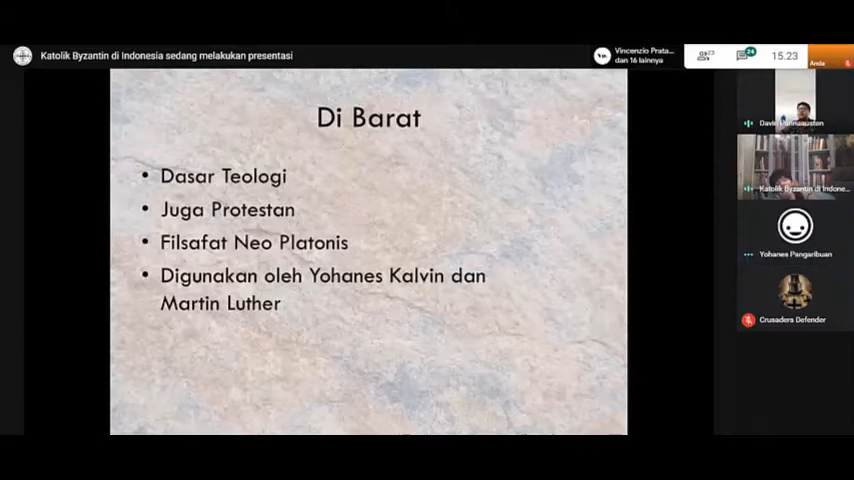 Katolik Byzantin di Indonesia sedang melakukan presentasi
Vincenzio Prata...
dan 16 lainnya
23
24
15.23
Anda
Di Barat
• Dasar Teologi
• Juga Protestan
• Filsafat Neo Platonis
• Digunakan oleh Yohanes Kalvin dan
Martin Luther
Katolik Byzantin di Indone...
Yohanes Pangaribuan
Crusaders Defender